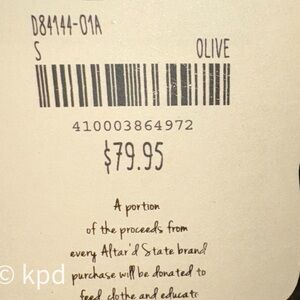 D84144-01A
S OLIVE
410003864972
$79.95
A portion
of the proceeds from
every Altar'd State brand
purchase will be donated to
feed, clothe and educate
© kpd